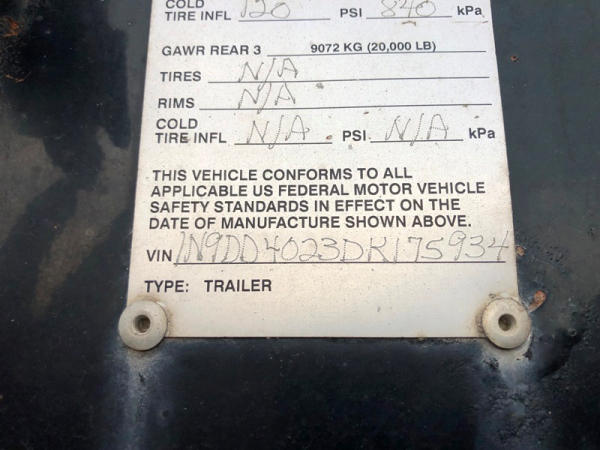 COLD
TIRE INFL 120 PSI 840 kPa
GAWR REAR 3 9072 KG (20,000 LB)
TIRES N/A
RIMS N/A
COLD
TIRE INFL N/A PSI N/A kPa
THIS VEHICLE CONFORMS TO ALL
APPLICABLE US FEDERAL MOTOR VEHICLE
SAFETY STANDARDS IN EFFECT ON THE
DATE OF MANUFACTURE SHOWN ABOVE.
VIN 1N9DD4023DK175934
TYPE: TRAILER